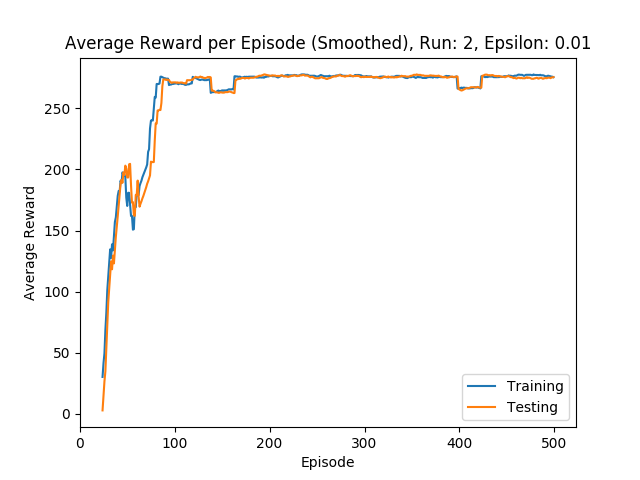 Average Reward per Episode (Smoothed), Run: 2, Epsilon: 0.01
Average Reward
250
200
150
100
50
0
0 100 200 300 400 500
Episode
Training
Testing